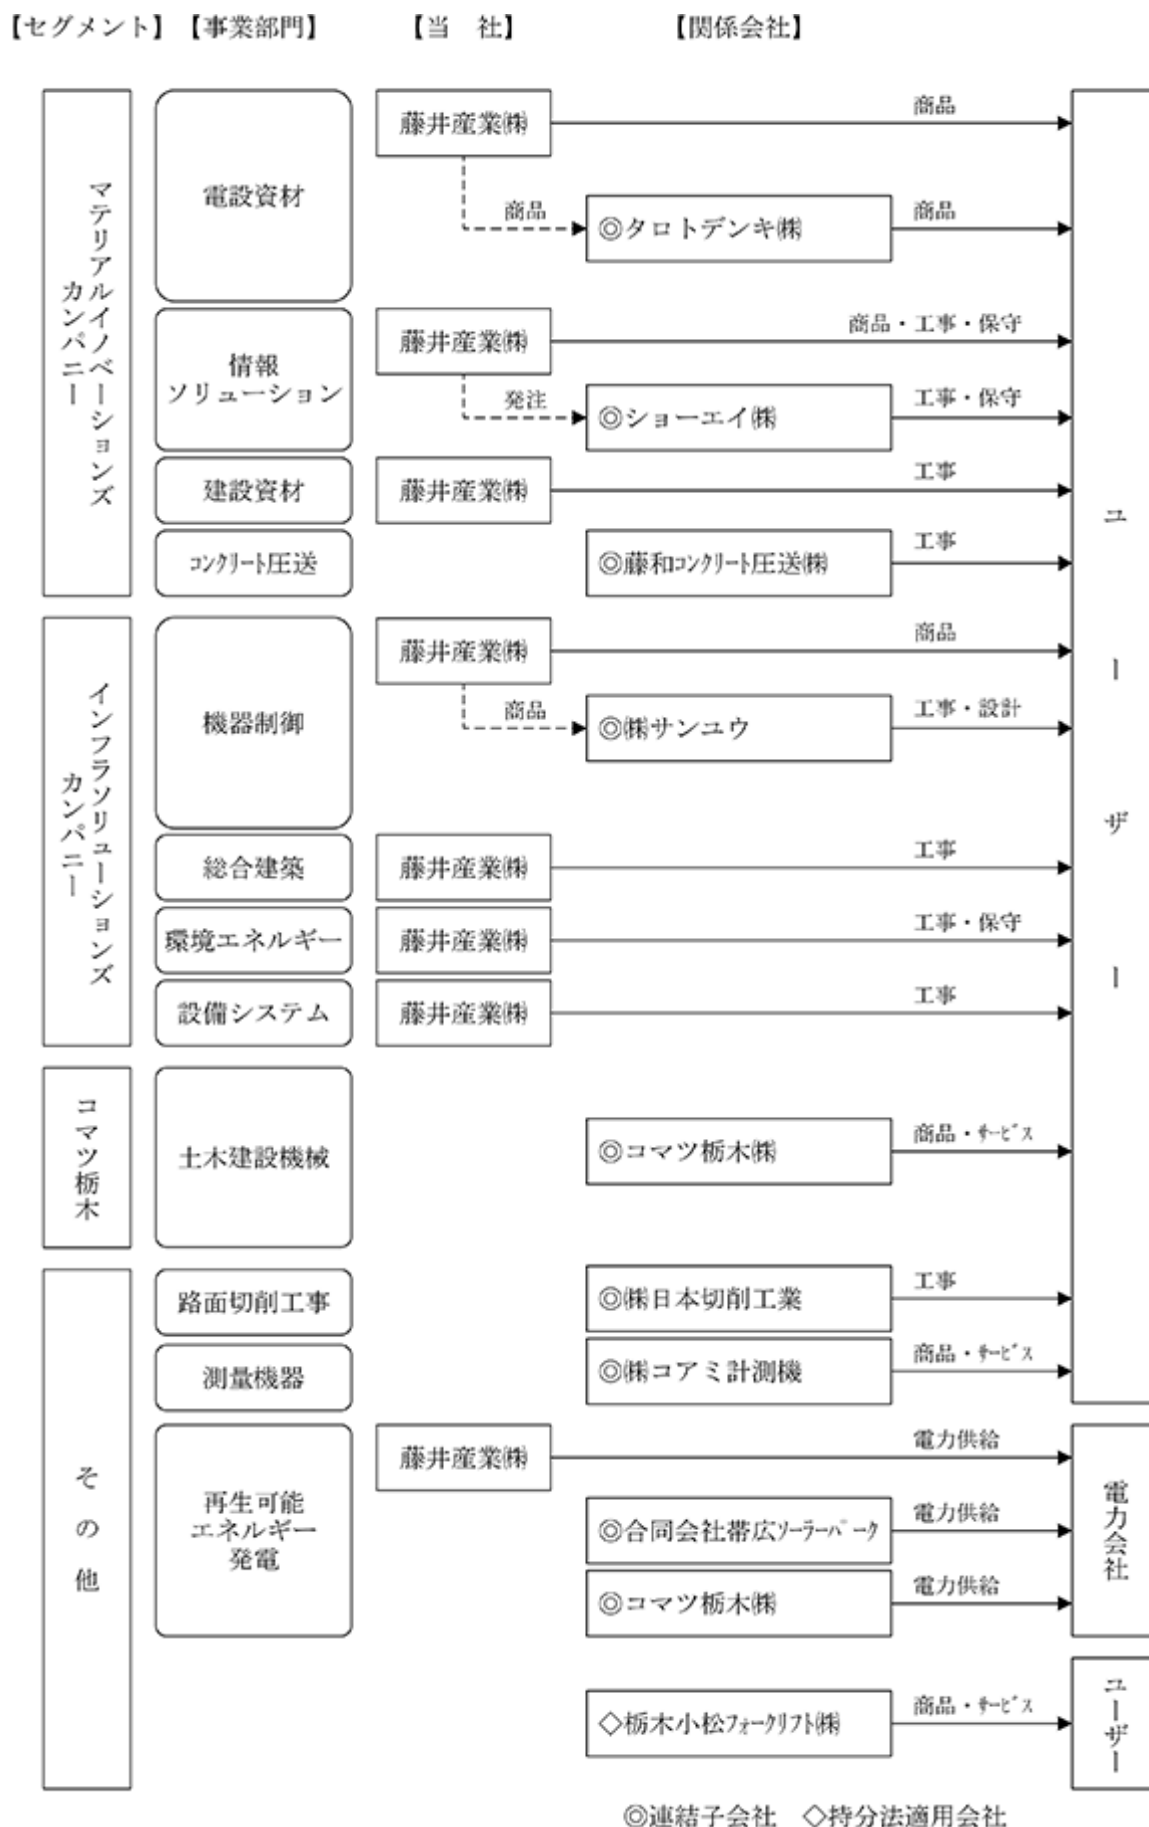 【セグメント】【事業部門】 【当 社】 【関係会社】
マテリアルイノベーションズ
カンパニー
電設資材
藤井産業㈱
商品
商品
◎タロトデンキ㈱
商品
情報
ソリューション
藤井産業㈱
商品・工事・保守
発注
◎ショーエイ㈱
工事・保守
建設資材
藤井産業㈱
工事
コンクリート圧送
◎藤和コンクリート圧送㈱
工事
インフラソリューションズ
カンパニー
機器制御
藤井産業㈱
商品
商品
◎㈱サンユウ
工事・設計
総合建築
藤井産業㈱
工事
環境エネルギー
藤井産業㈱
工事・保守
設備システム
藤井産業㈱
工事
コマツ栃木
土木建設機械
◎コマツ栃木㈱
商品・サービス
ユーザー
その他
路面切削工事
◎㈱日本切削工業
工事
測量機器
◎㈱コアミ計測機
商品・サービス
再生可能
エネルギー
発電
藤井産業㈱
電力供給
◎合同会社帯広ソーラーパーク
電力供給
◎コマツ栃木㈱
電力供給
電力会社
◇栃木小松フォークリフト㈱
商品・サービス
ユーザー
◎連結子会社 ◇持分法適用会社